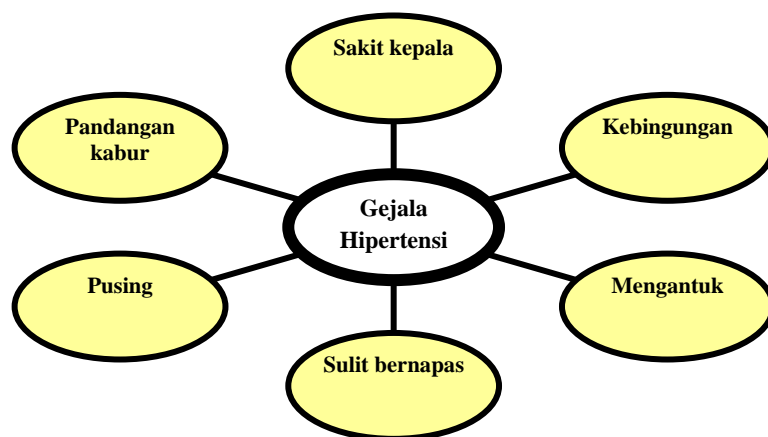 Sakit kepala
Pandangan
kabur
Kebingungan
Gejala
Hipertensi
Pusing
Mengantuk
Sulit bernapas